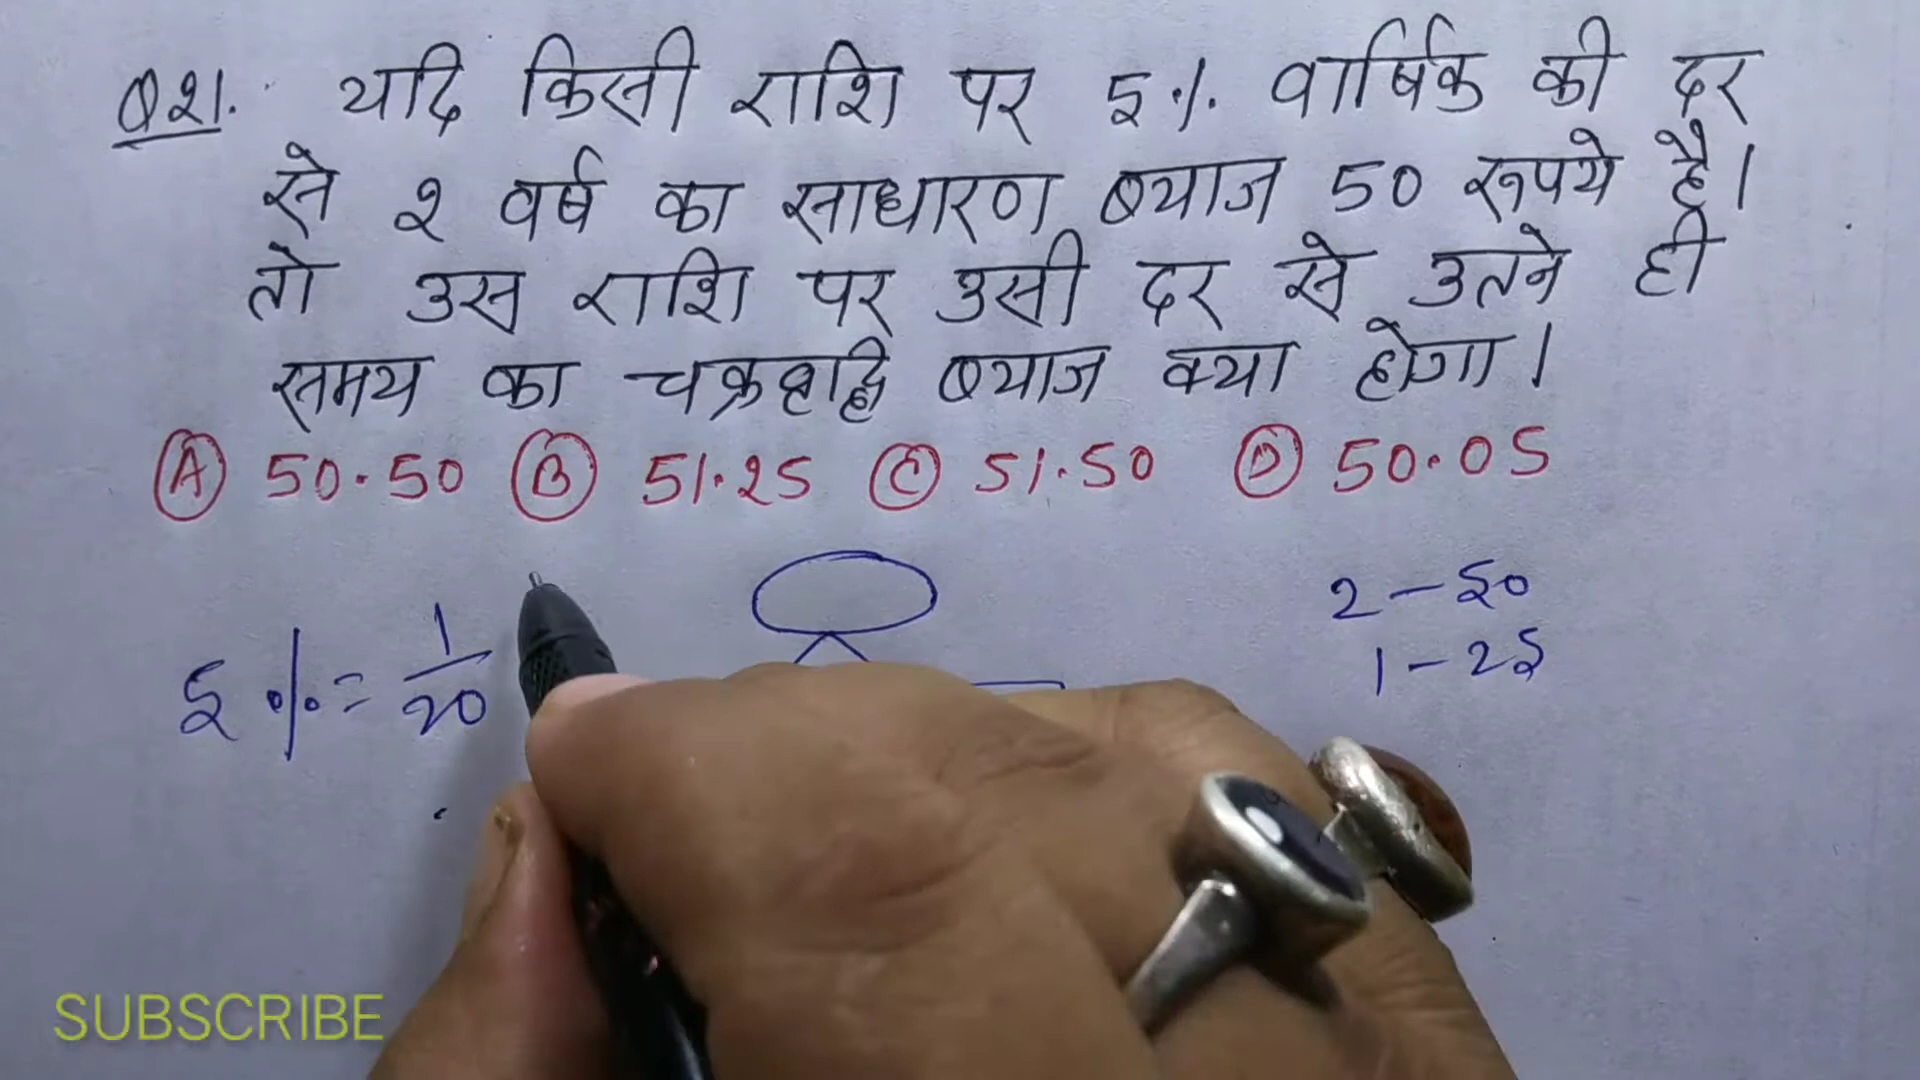 Q21. यदि किसी राशि पर 5% वार्षिक की दर
से 2 वर्ष का साधारण ब्याज 50 रूपये है।
तो उस राशि पर उसी दर से उतने ही
समय का चक्रवृद्धि ब्याज क्या होगा।
(A) 50.50 (B) 51.25 (C) 51.50 (D) 50.05
2 - 50
1 - 25
5 % = 1/20
SUBSCRIBE